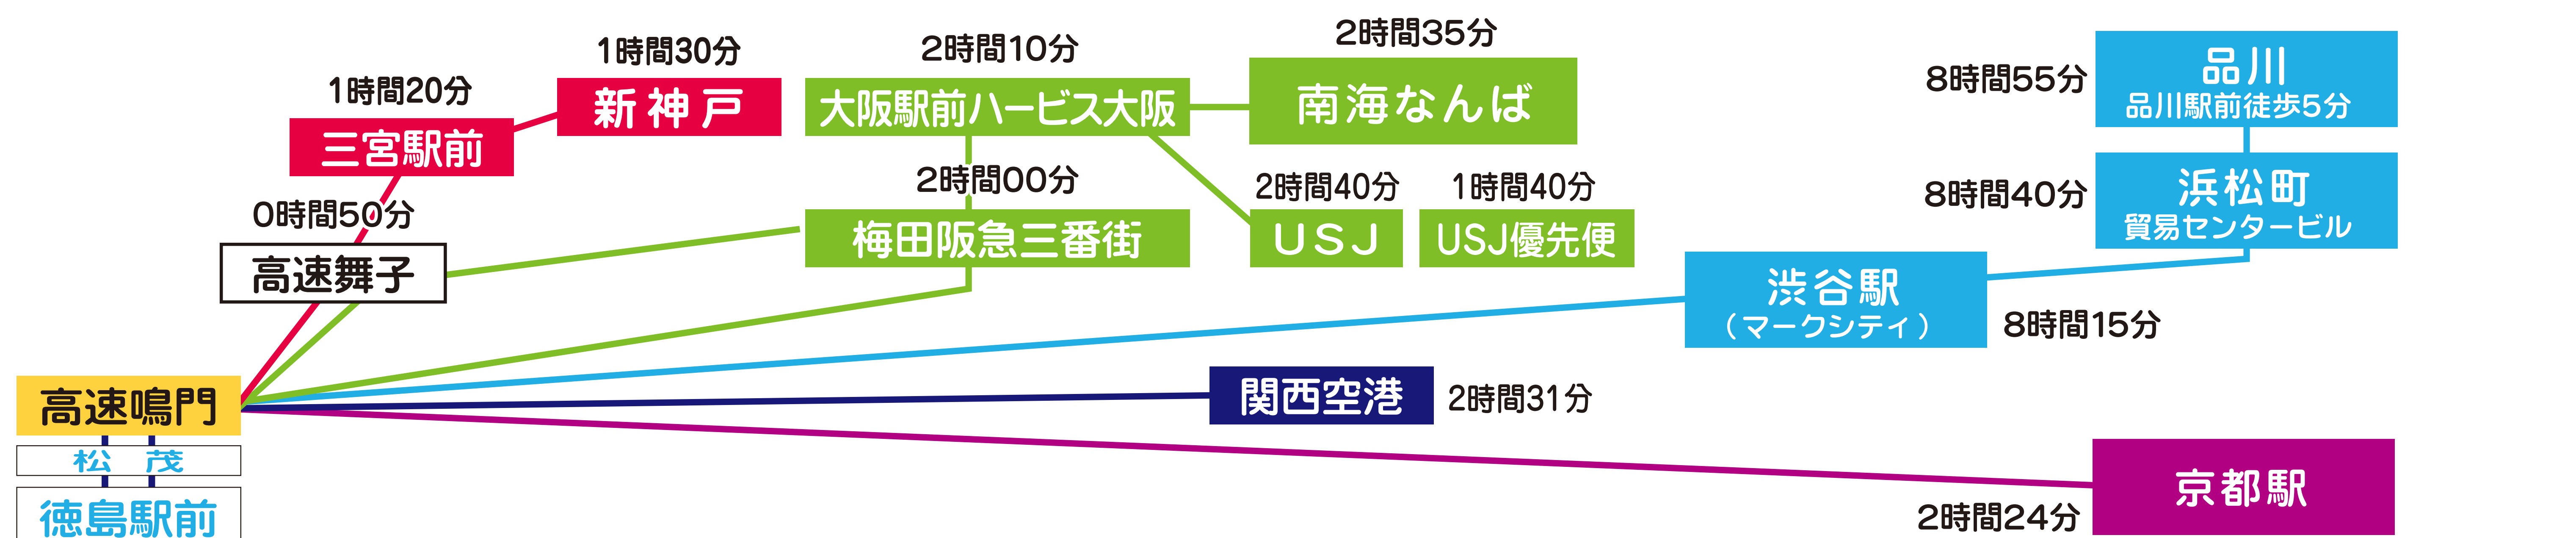 1時間20分
三宮駅前
1時間30分
新神戸
0時間50分
高速舞子
2時間10分
大阪駅前ハービス大阪
2時間00分
梅田阪急三番街
2時間35分
南海なんば
2時間40分
USJ
1時間40分
USJ優先便
8時間55分
品川
品川駅前徒歩5分
8時間40分
浜松町
貿易センタービル
渋谷駅
（マークシティ）
8時間15分
関西空港
2時間31分
京都駅
2時間24分
高速鳴門
松 茂
徳島駅前